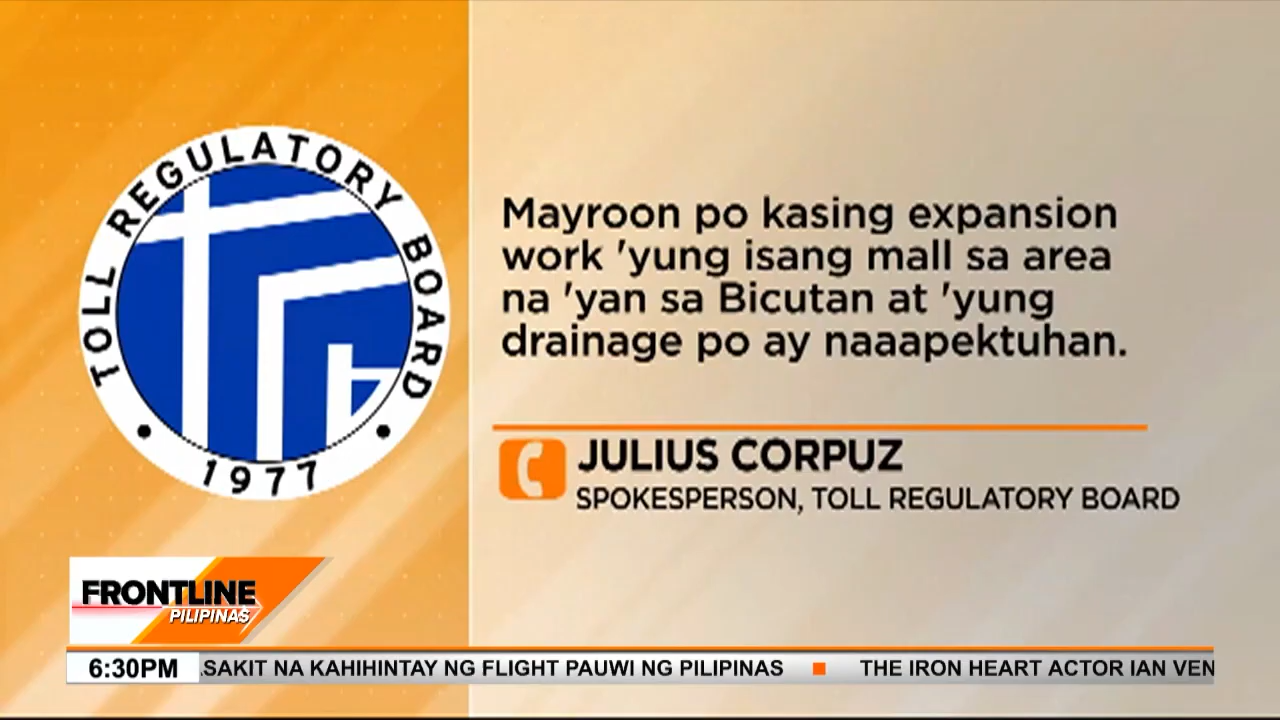 TOLL REGULATORY BOARD
1977
Mayroon po kasing expansion
work 'yung isang mall sa area
na 'yan sa Bicutan at 'yung
drainage po ay naaapektuhan.
JULIUS CORPUZ
SPOKESPERSON, TOLL REGULATORY BOARD
FRONTLINE
PILIPINAS
6:30PM .SAKIT NA KAHIHINTAY NG FLIGHT PAUWI NG PILIPINAS THE IRON HEART ACTOR IAN VEN